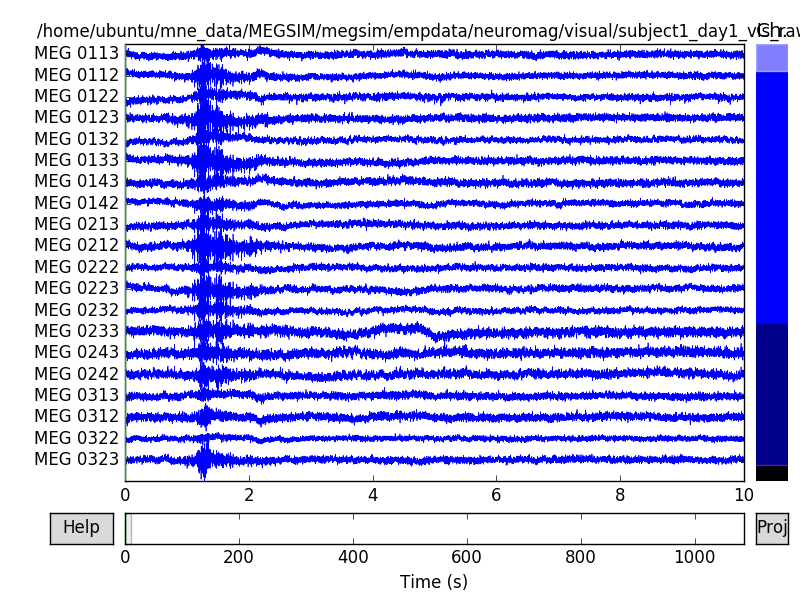 /home/ubuntu/mne_data/MEGSIM/megsim/empdata/neuromag/visual/subject1_day1_vis_raw
MEG 0113
MEG 0112
MEG 0122
MEG 0123
MEG 0132
MEG 0133
MEG 0143
MEG 0142
MEG 0213
MEG 0212
MEG 0222
MEG 0223
MEG 0232
MEG 0233
MEG 0243
MEG 0242
MEG 0313
MEG 0312
MEG 0322
MEG 0323
0 2 4 6 8 10
Help
Proj
0 200 400 600 800 1000
Time (s)